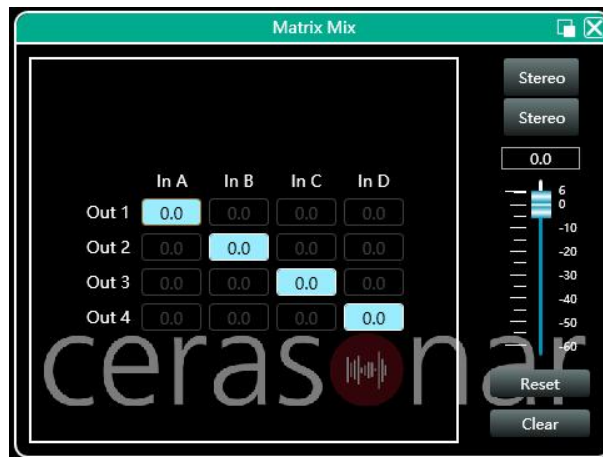 Matrix Mix
Stereo
Stereo
0.0
In A In B In C In D
Out 1 0.0 0.0 0.0 0.0
Out 2 0.0 0.0 0.0 0.0
Out 3 0.0 0.0 0.0 0.0
Out 4 0.0 0.0 0.0 0.0
6
0
-10
-20
-30
-40
-50
-60
cerasonar
Reset
Clear